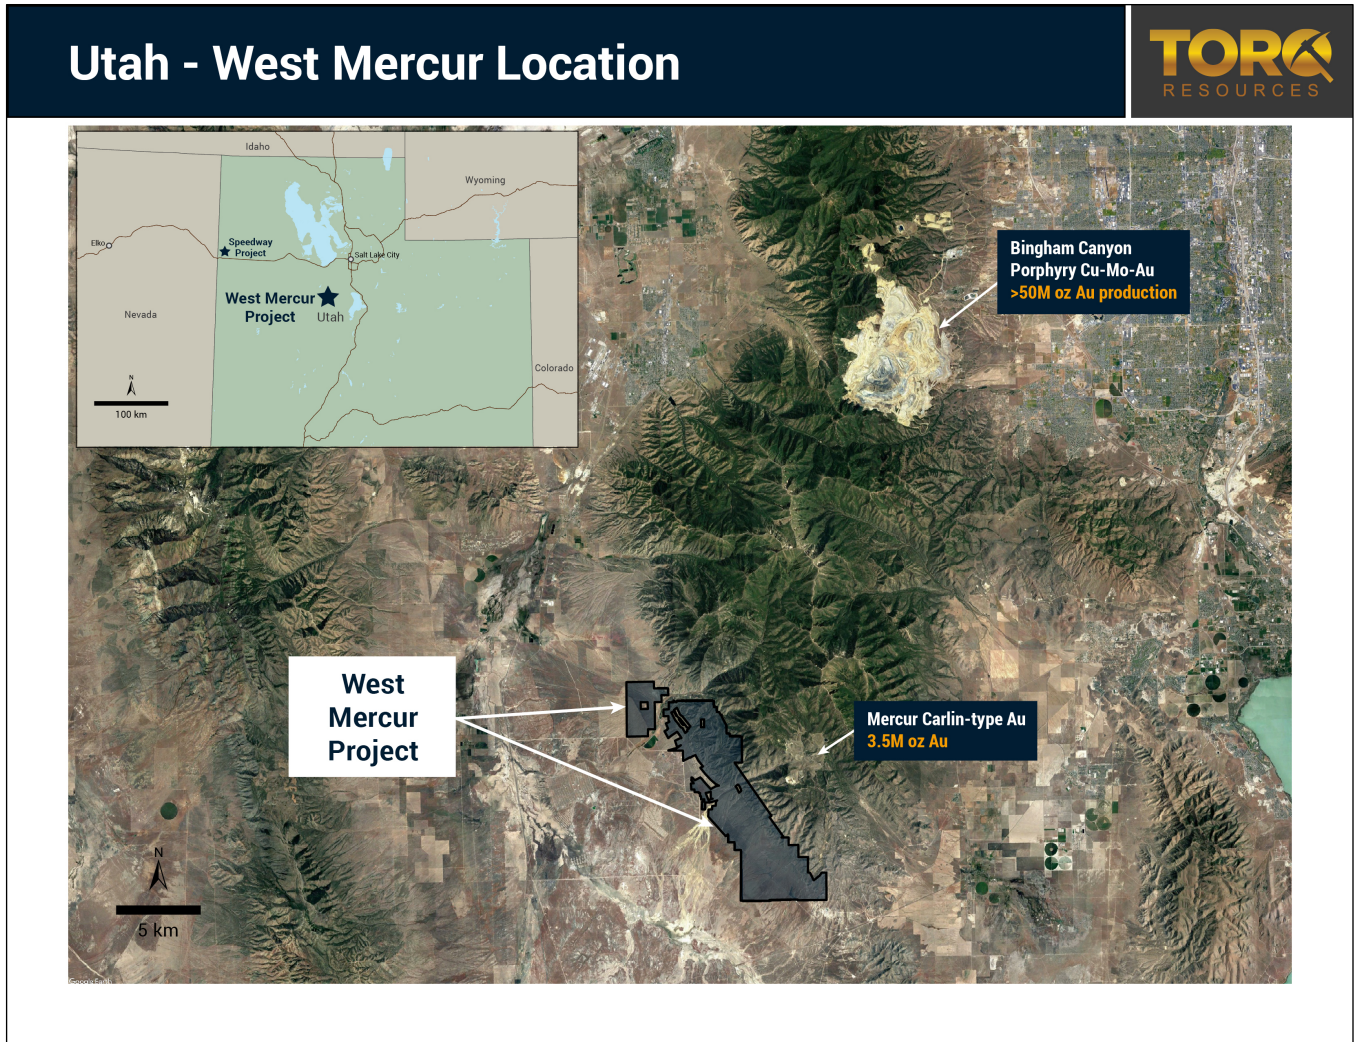 Utah - West Mercur Location
TORQ
RESOURCES
Idaho
Wyoming
Elko
Speedway
Project
Salt Lake City
West Mercur
Project
Utah
Nevada
Colorado
N
100 km
Bingham Canyon
Porphyry Cu-Mo-Au
>50M oz Au production
West
Mercur
Project
Mercur Carlin-type Au
3.5M oz Au
N
5 km
Google Earth